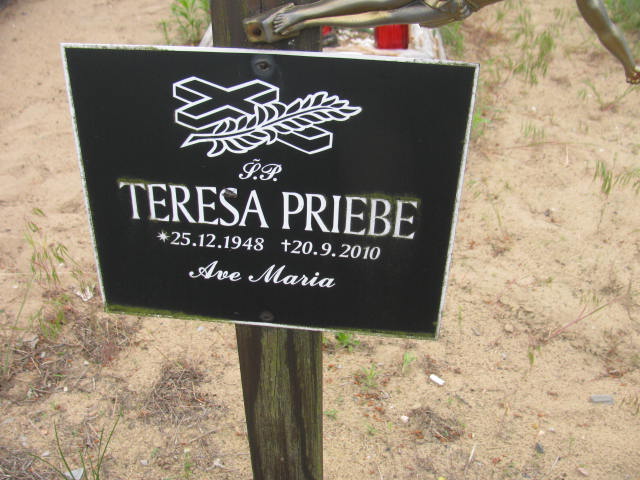 Ś.P.
TERESA PRIEBE
*25.12.1948 †20.9.2010
Ave Maria